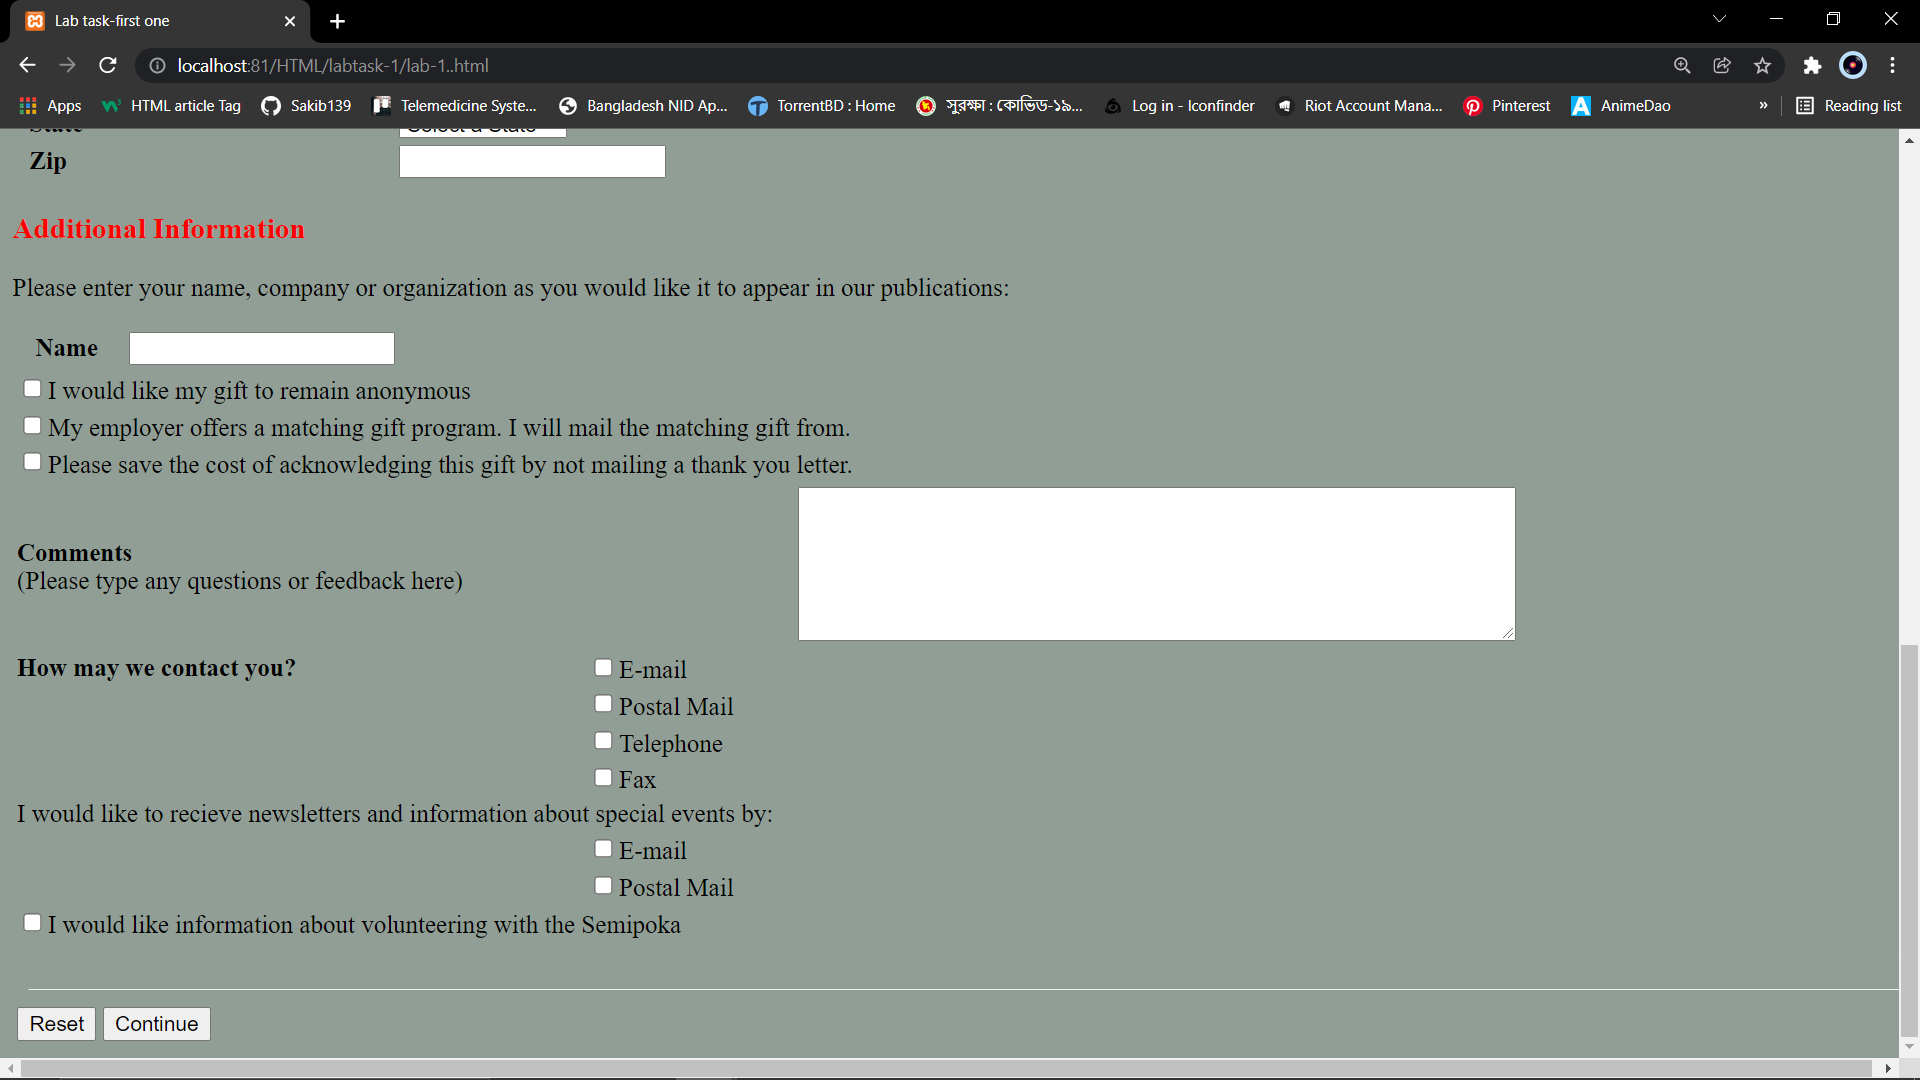 Lab task-first one
localhost:81/HTML/labtask-1/lab-1..html
Apps HTML article Tag Sakib139 Telemedicine Syste... Bangladesh NID Ap... TorrentBD : Home সুরক্ষা : কোভিড-১৯... Log in - Iconfinder Riot Account Mana... Pinterest AnimeDao » Reading list
State Select a State
Zip
Additional Information
Please enter your name, company or organization as you would like it to appear in our publications:
Name
I would like my gift to remain anonymous
My employer offers a matching gift program. I will mail the matching gift from.
Please save the cost of acknowledging this gift by not mailing a thank you letter.
Comments
(Please type any questions or feedback here)
How may we contact you? E-mail
Postal Mail
Telephone
Fax
I would like to recieve newsletters and information about special events by:
E-mail
Postal Mail
I would like information about volunteering with the Semipoka
Reset Continue